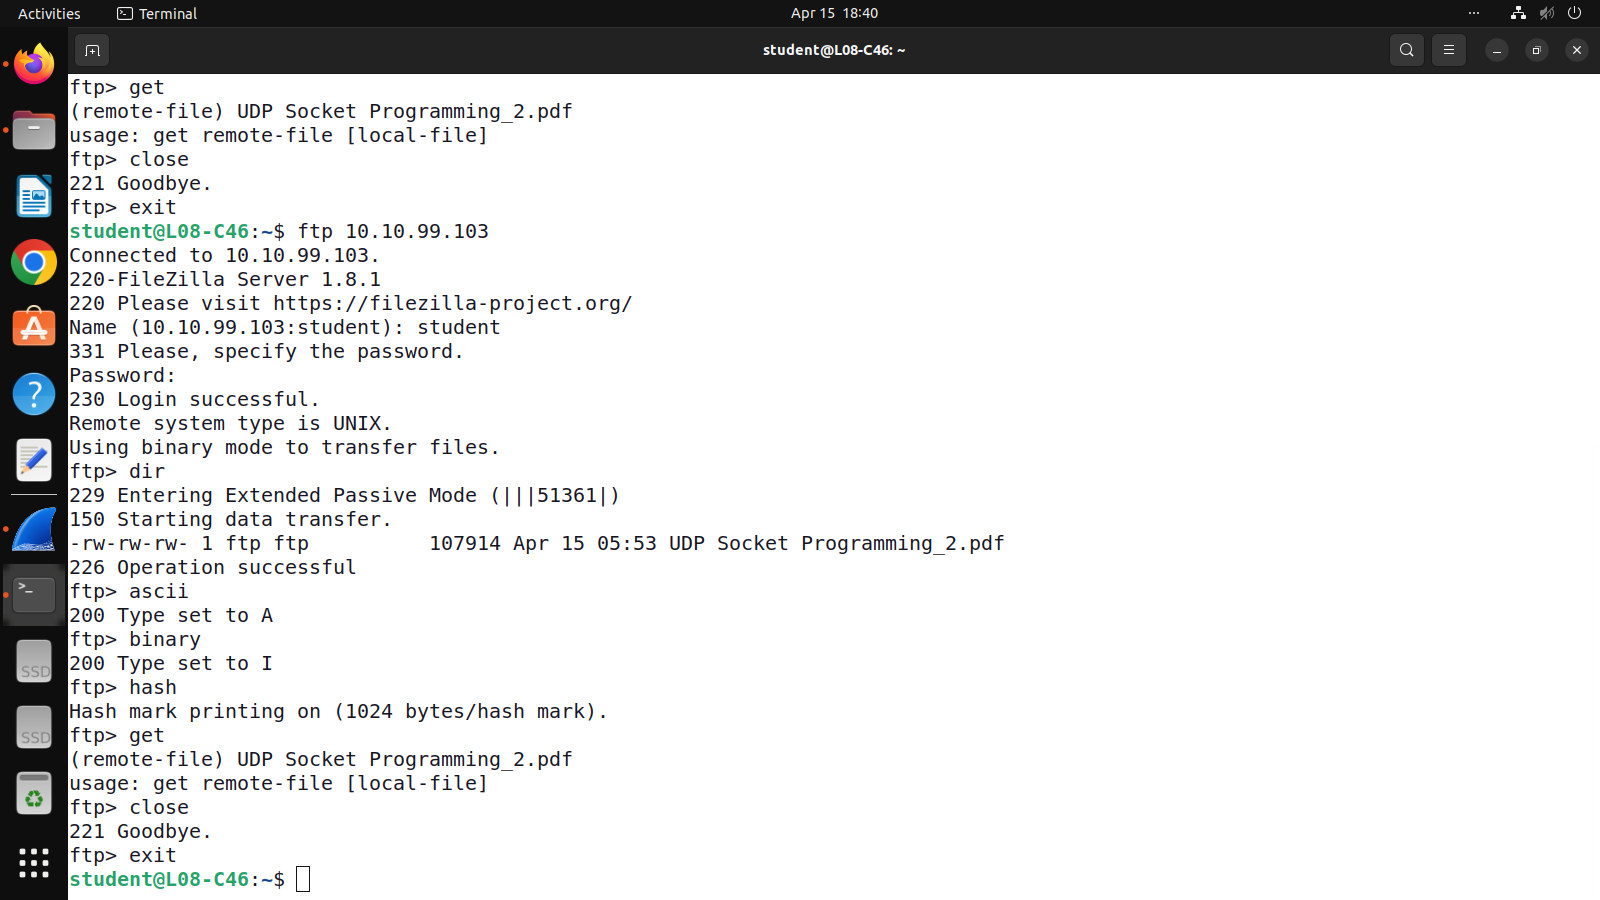 Activities
Terminal
Apr 15 18:40
student@L08-C46: ~
ftp> get
(remote-file) UDP Socket Programming_2.pdf
usage: get remote-file [local-file]
ftp> close
221 Goodbye.
ftp> exit
student@L08-C46:~$ ftp 10.10.99.103
Connected to 10.10.99.103.
220-FileZilla Server 1.8.1
220 Please visit https://filezilla-project.org/
Name (10.10.99.103:student): student
331 Please, specify the password.
Password:
230 Login successful.
Remote system type is UNIX.
Using binary mode to transfer files.
ftp> dir
229 Entering Extended Passive Mode (|||51361|)
150 Starting data transfer.
-rw-rw-rw- 1 ftp ftp          107914 Apr 15 05:53 UDP Socket Programming_2.pdf
226 Operation successful
ftp> ascii
200 Type set to A
ftp> binary
200 Type set to I
ftp> hash
Hash mark printing on (1024 bytes/hash mark).
ftp> get
(remote-file) UDP Socket Programming_2.pdf
usage: get remote-file [local-file]
ftp> close
221 Goodbye.
ftp> exit
student@L08-C46:~$
SSD
SSD